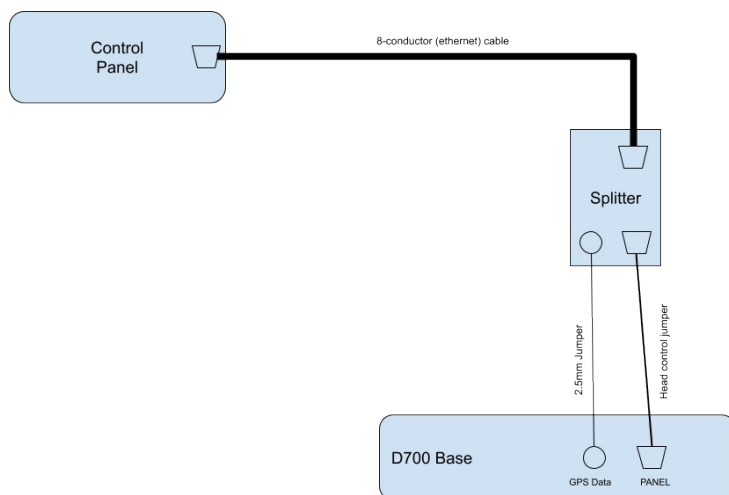 8-conductor (ethernet) cable
Control
Panel
Splitter
2.5mm Jumper
Head control jumper
D700 Base
GPS Data
PANEL